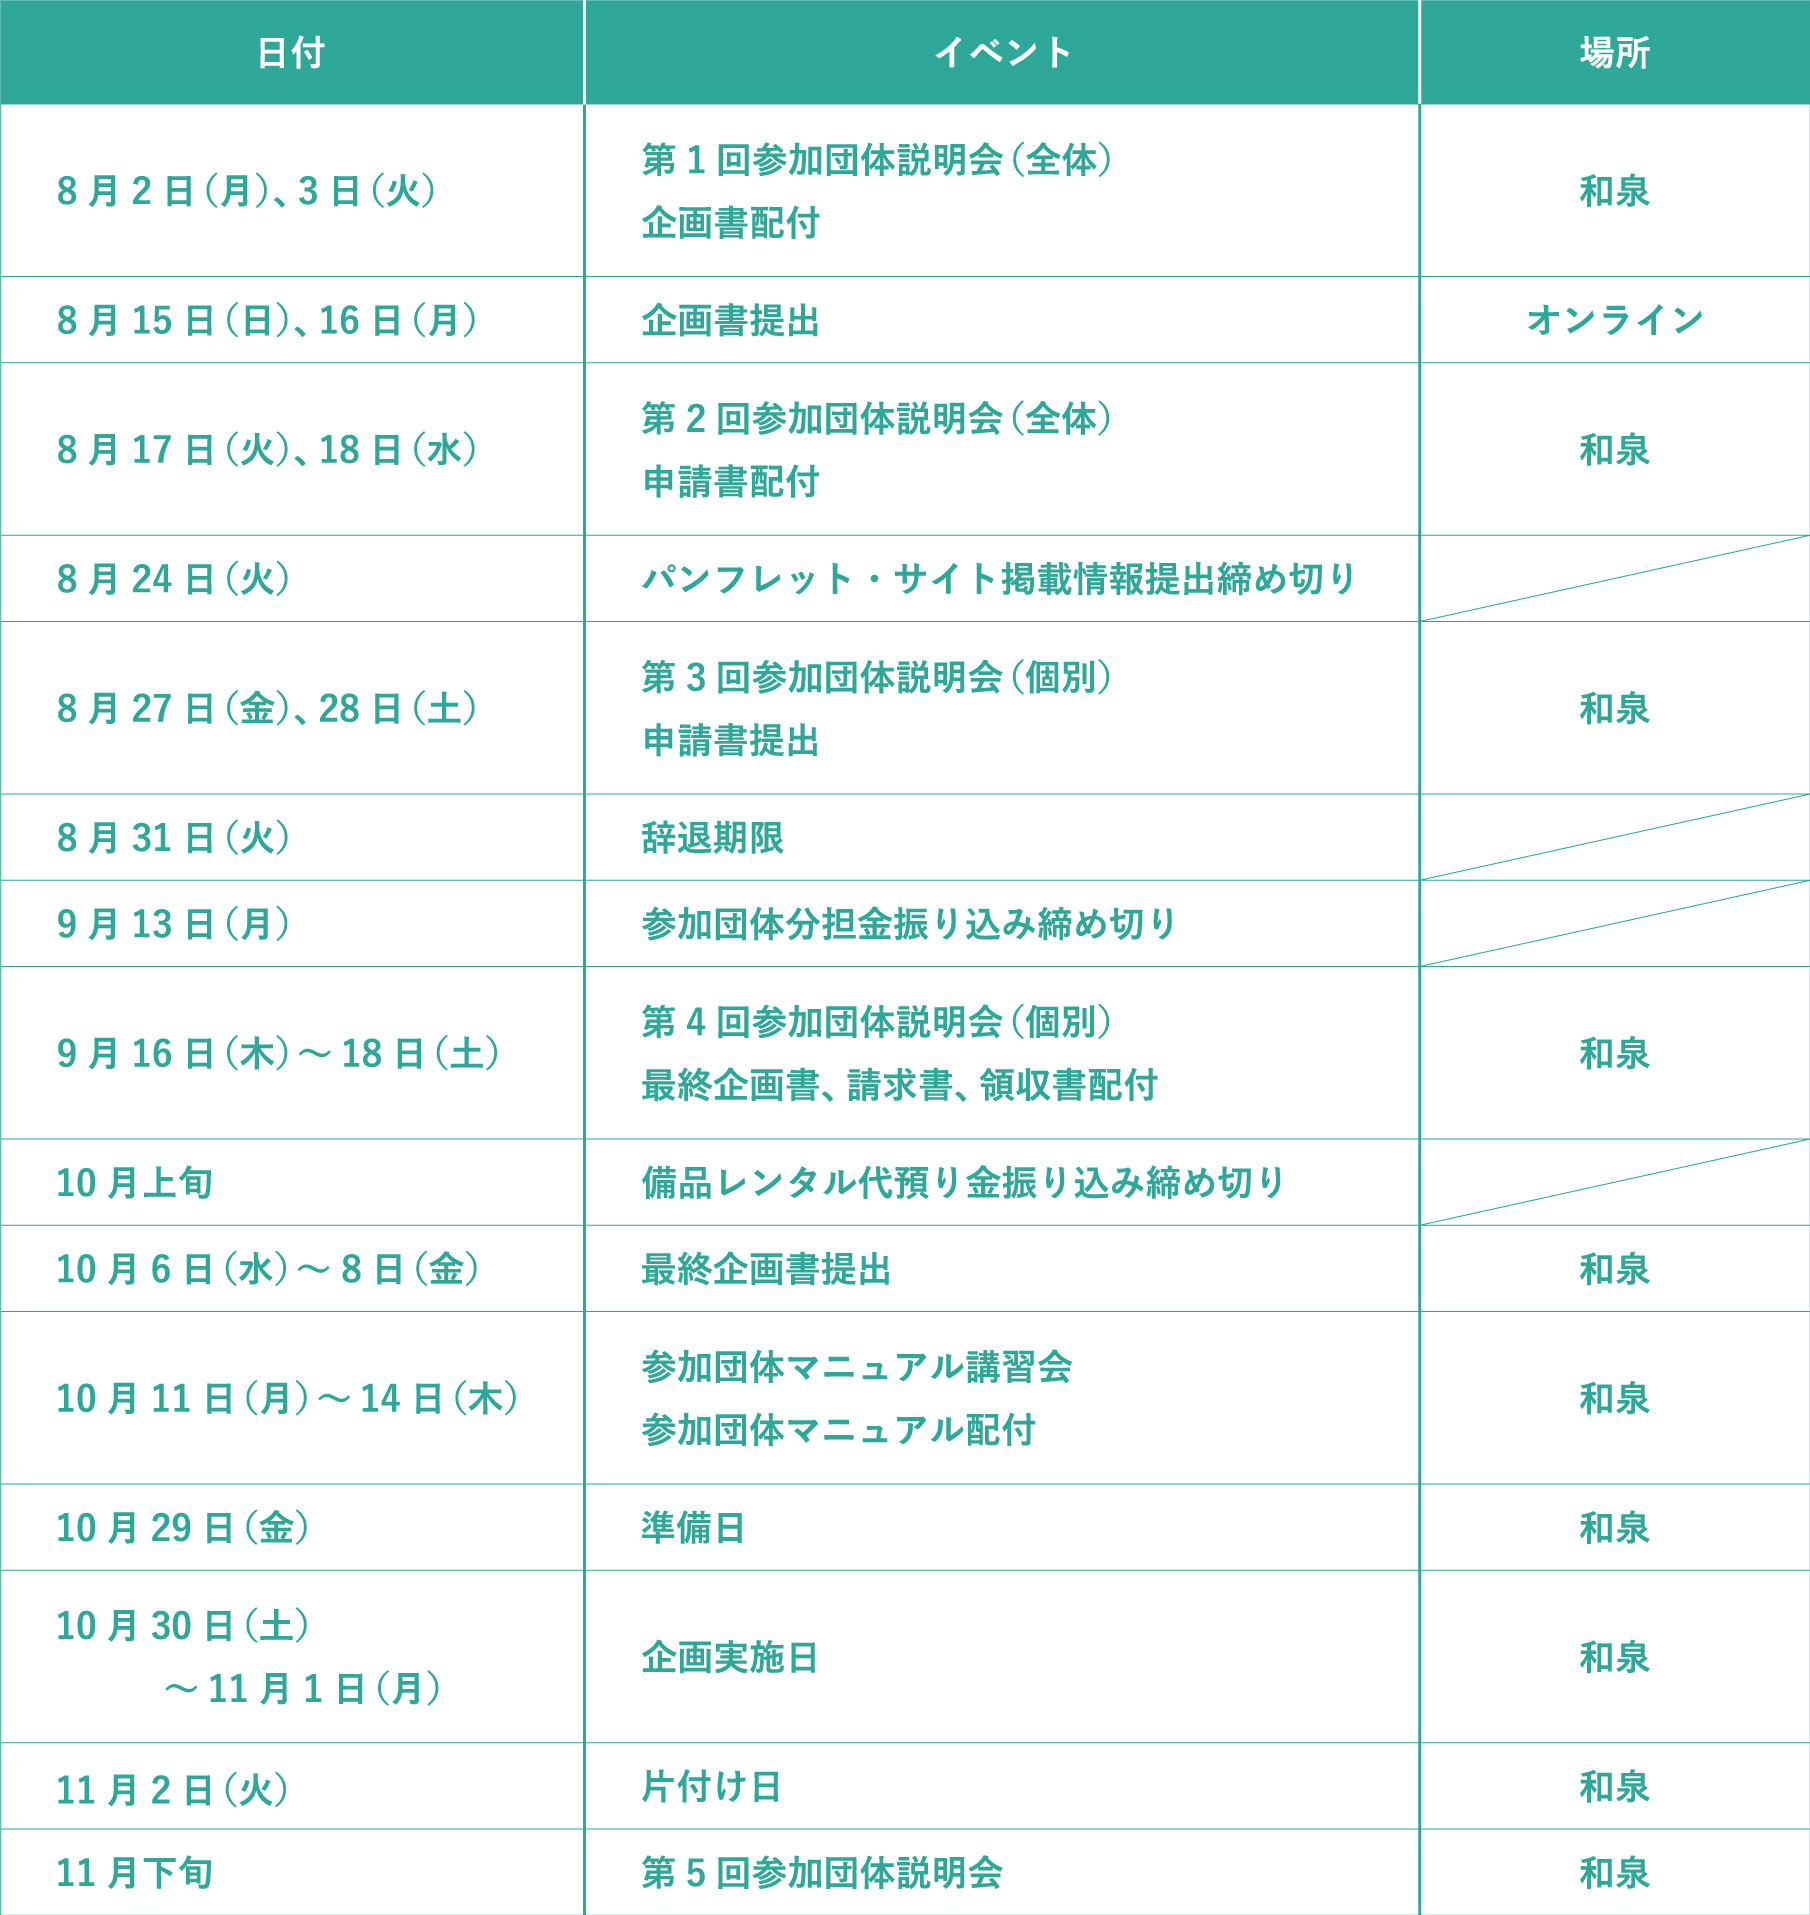 日付 イベント 場所
8月2日（月）、3日（火） 第1回参加団体説明会（全体） 和泉
企画書配付
8月15日（日）、16日（月） 企画書提出 オンライン
8月17日（火）、18日（水） 第2回参加団体説明会（全体） 和泉
申請書配付
8月24日（火） パンフレット・サイト掲載情報提出締め切り
8月27日（金）、28日（土） 第3回参加団体説明会（個別） 和泉
申請書提出
8月31日（火） 辞退期限
9月13日（月） 参加団体分担金振り込み締め切り
9月16日（木）～18日（土） 第4回参加団体説明会（個別） 和泉
最終企画書、請求書、領収書配付
10月上旬 備品レンタル代預り金振り込み締め切り
10月6日（水）～8日（金） 最終企画書提出 和泉
10月11日（月）～14日（木） 参加団体マニュアル講習会 和泉
参加団体マニュアル配付
10月29日（金） 準備日 和泉
10月30日（土） 企画実施日 和泉
～11月1日（月）
11月2日（火） 片付け日 和泉
11月下旬 第5回参加団体説明会 和泉